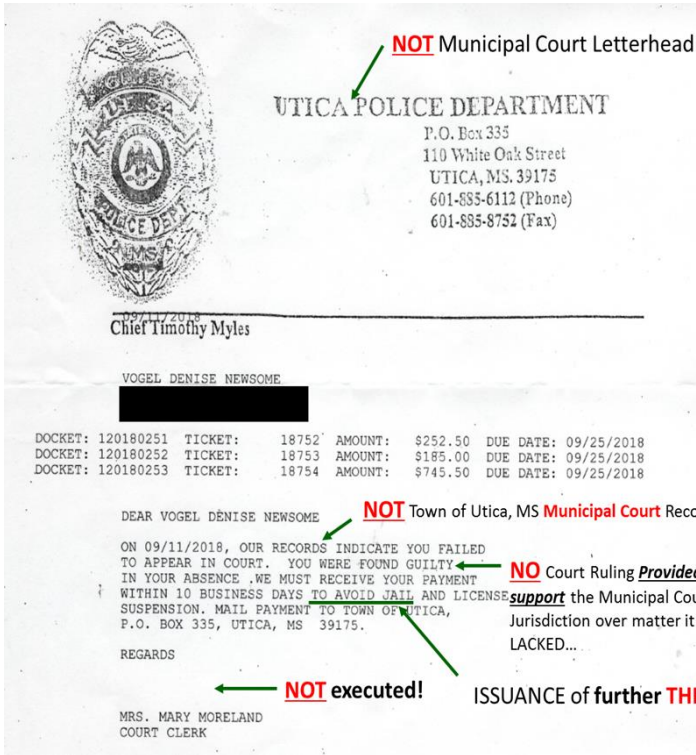 NOT Municipal Court Letterhead
UTICA
POLICE DEPT
MS
UTICA POLICE DEPARTMENT
P.O. Box 335
110 White Oak Street
UTICA, MS. 39175
601-885-6112 (Phone)
601-885-8752 (Fax)
09/11/2018
Chief Timothy Myles
VOGEL DENISE NEWSOME
DOCKET: 120180251 TICKET: 18752 AMOUNT: $252.50 DUE DATE: 09/25/2018
DOCKET: 120180252 TICKET: 18753 AMOUNT: $185.00 DUE DATE: 09/25/2018
DOCKET: 120180253 TICKET: 18754 AMOUNT: $745.50 DUE DATE: 09/25/2018
NOT Town of Utica, MS Municipal Court Reco
DEAR VOGEL DENISE NEWSOME
ON 09/11/2018, OUR RECORDS INDICATE YOU FAILED
TO APPEAR IN COURT. YOU WERE FOUND GUILTY
IN YOUR ABSENCE .WE MUST RECEIVE YOUR PAYMENT
WITHIN 10 BUSINESS DAYS TO AVOID JAIL AND LICENSE
SUSPENSION. MAIL PAYMENT TO TOWN OF UTICA,
P.O. BOX 335, UTICA, MS 39175.
NO Court Ruling Provided
support the Municipal Cou
Jurisdiction over matter it
LACKED...
REGARDS
NOT executed!
ISSUANCE of further
MRS. MARY MORELAND
COURT CLERK